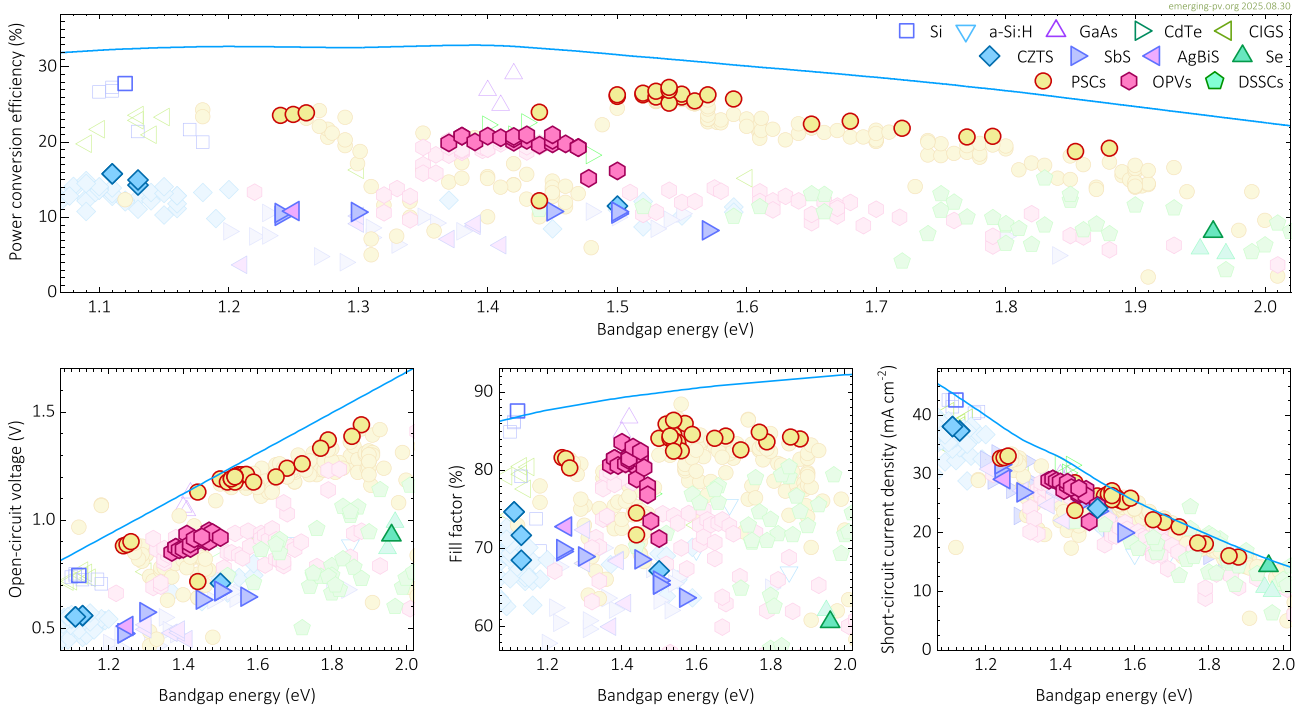 emerging-pv.org 2025.08.30
Power conversion efficiency (%)
30
20
10
0
Si a-Si:H GaAs CdTe CIGS
CZTS SbS AgBiS Se
PSCs OPVs DSSCs
1.1 1.2 1.3 1.4 1.5 1.6 1.7 1.8 1.9 2.0
Bandgap energy (eV)
Open-circuit voltage (V)
1.5
1.0
0.5
1.2 1.4 1.6 1.8 2.0
Bandgap energy (eV)
Fill factor (%)
90
80
70
60
1.2 1.4 1.6 1.8 2.0
Bandgap energy (eV)
Short-circuit current density (mA cm⁻²)
40
30
20
10
0
1.2 1.4 1.6 1.8 2.0
Bandgap energy (eV)